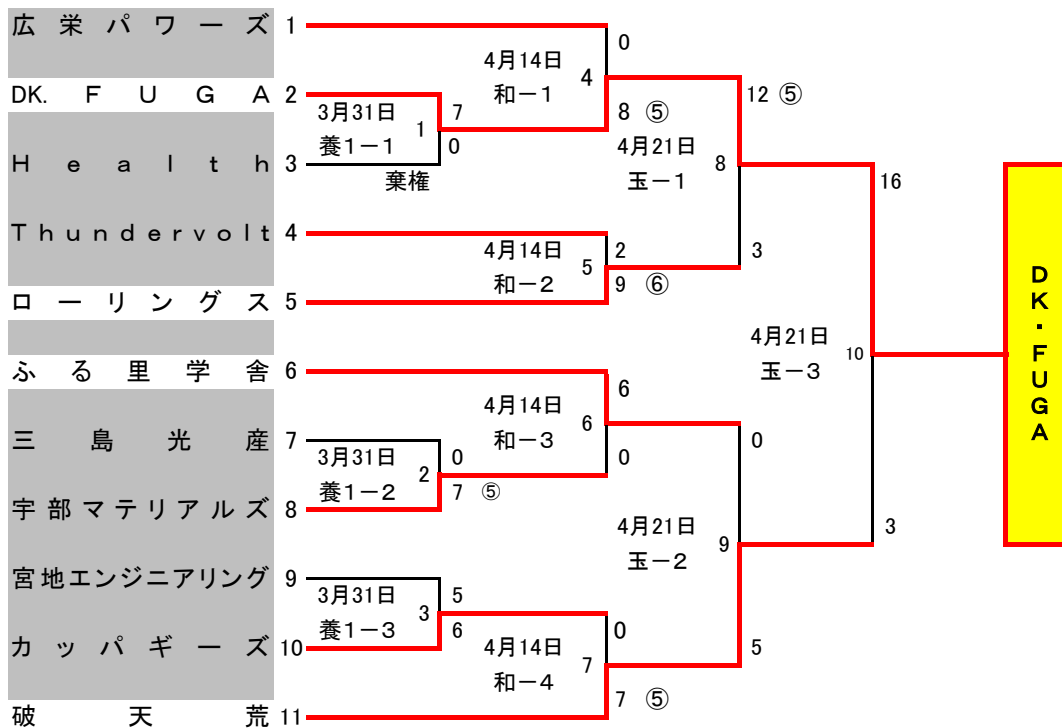 広栄パワーズ 1
DK. FUGA 2
Health 3
Thundervolt 4
ローリングス 5
ふる里学舎 6
三島光産 7
宇部マテリアルズ 8
宮地エンジニアリング 9
カッパギーズ 10
破天荒 11
3月31日
養1-1
1
7
0
棄権
3月31日
養1-2
2
0
7 ⑤
3月31日
養1-3
3
5
6
4月14日
和-1
4
0
8 ⑤
4月14日
和-2
5
2
9 ⑥
4月14日
和-3
6
6
0
4月14日
和-4
7
0
7 ⑤
4月21日
玉-1
8
12 ⑤
3
4月21日
玉-2
9
0
5
4月21日
玉-3
10
16
3
DK・FUGA